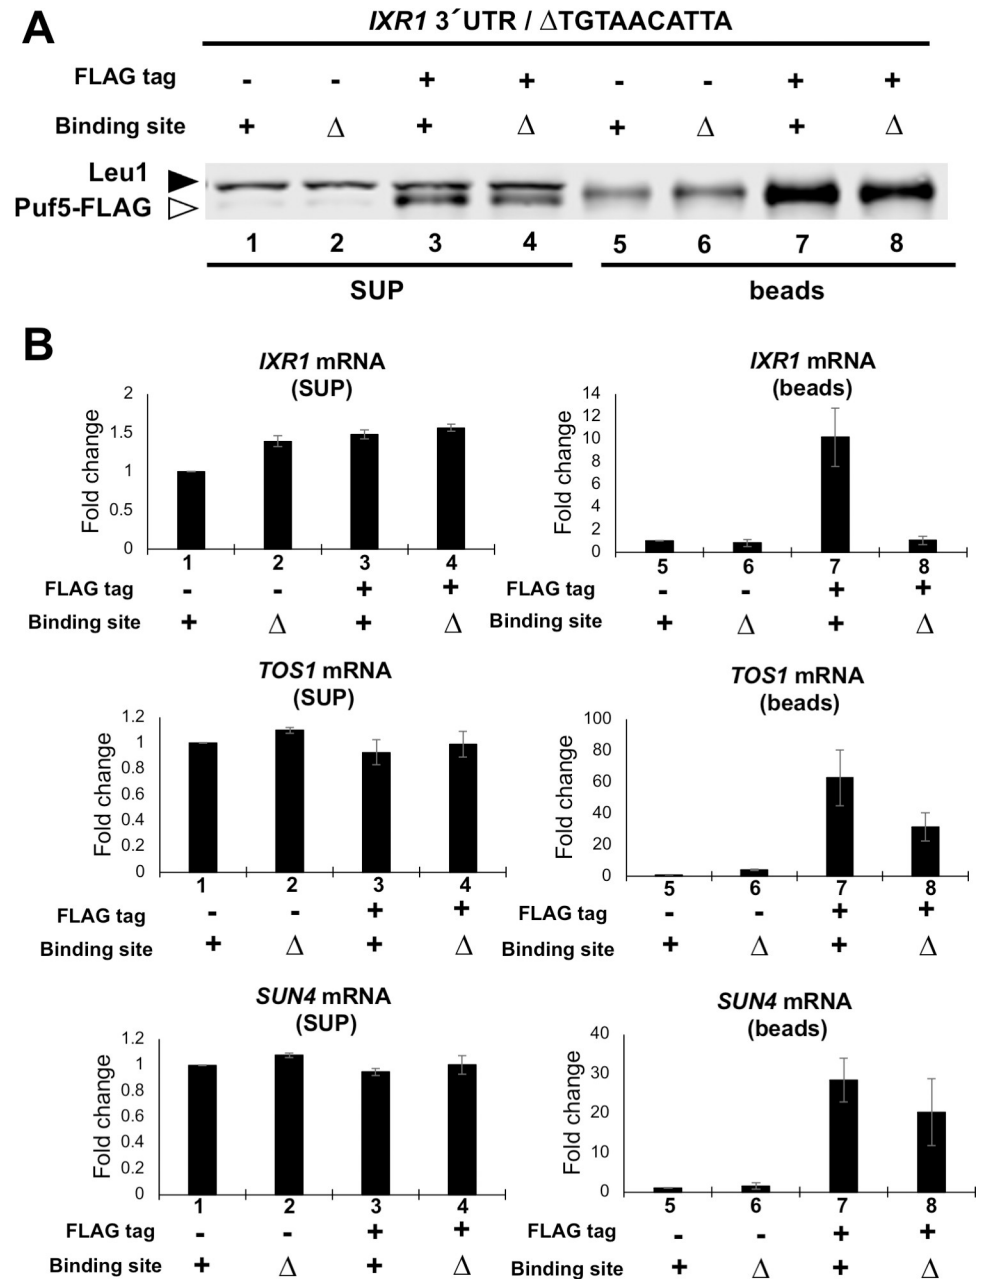 A
IXR1 3´UTR / ΔTGTAACATTA
FLAG tag - - + + - - + +
Binding site + Δ + Δ + Δ + Δ
Leu1
Puf5-FLAG
1 2 3 4 5 6 7 8
SUP beads
B
IXR1 mRNA
(SUP)
Fold change
2
1.5
1
0.5
0
1 2 3 4
FLAG tag - - + +
Binding site + Δ + Δ
IXR1 mRNA
(beads)
Fold change
14
12
10
8
6
4
2
0
5 6 7 8
FLAG tag - - + +
Binding site + Δ + Δ
TOS1 mRNA
(SUP)
Fold change
1.2
1
0.8
0.6
0.4
0.2
0
1 2 3 4
FLAG tag - - + +
Binding site + Δ + Δ
TOS1 mRNA
(beads)
Fold change
100
80
60
40
20
0
5 6 7 8
FLAG tag - - + +
Binding site + Δ + Δ
SUN4 mRNA
(SUP)
Fold change
1.2
1
0.8
0.6
0.4
0.2
0
1 2 3 4
FLAG tag - - + +
Binding site + Δ + Δ
SUN4 mRNA
(beads)
Fold change
40
30
20
10
0
5 6 7 8
FLAG tag - - + +
Binding site + Δ + Δ